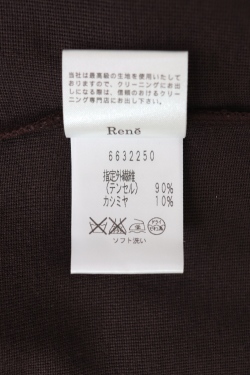 当社は最高級の生地を使用いたして
おりますので、クリーニングにお出
しになる際は、信頼のおけるクリー
ニング専門店にお出し下さい。
René
6632250
指定外繊維
(テンセル) 90%
カシミヤ 10%
ソフト洗い